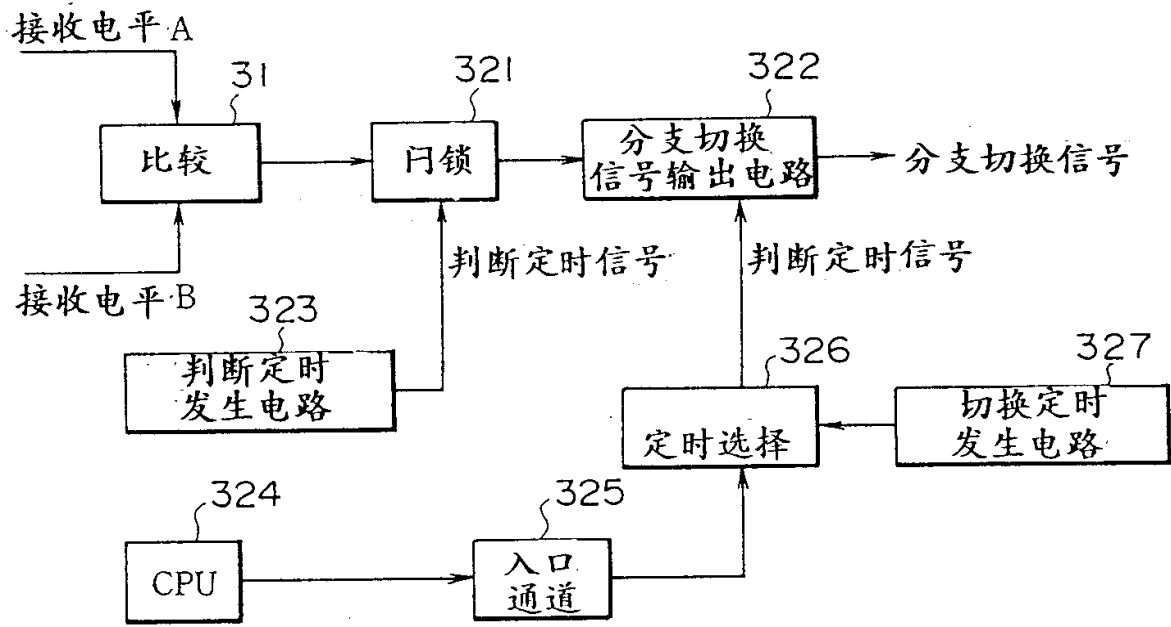 接收电平A
31
321
322
比较
闩锁
分支切换
信号输出电路
分支切换信号
判断定时信号
判断定时信号
接收电平B
323
326
327
判断定时
发生电路
定时选择
切换定时
发生电路
324
325
CPU
入口
通道